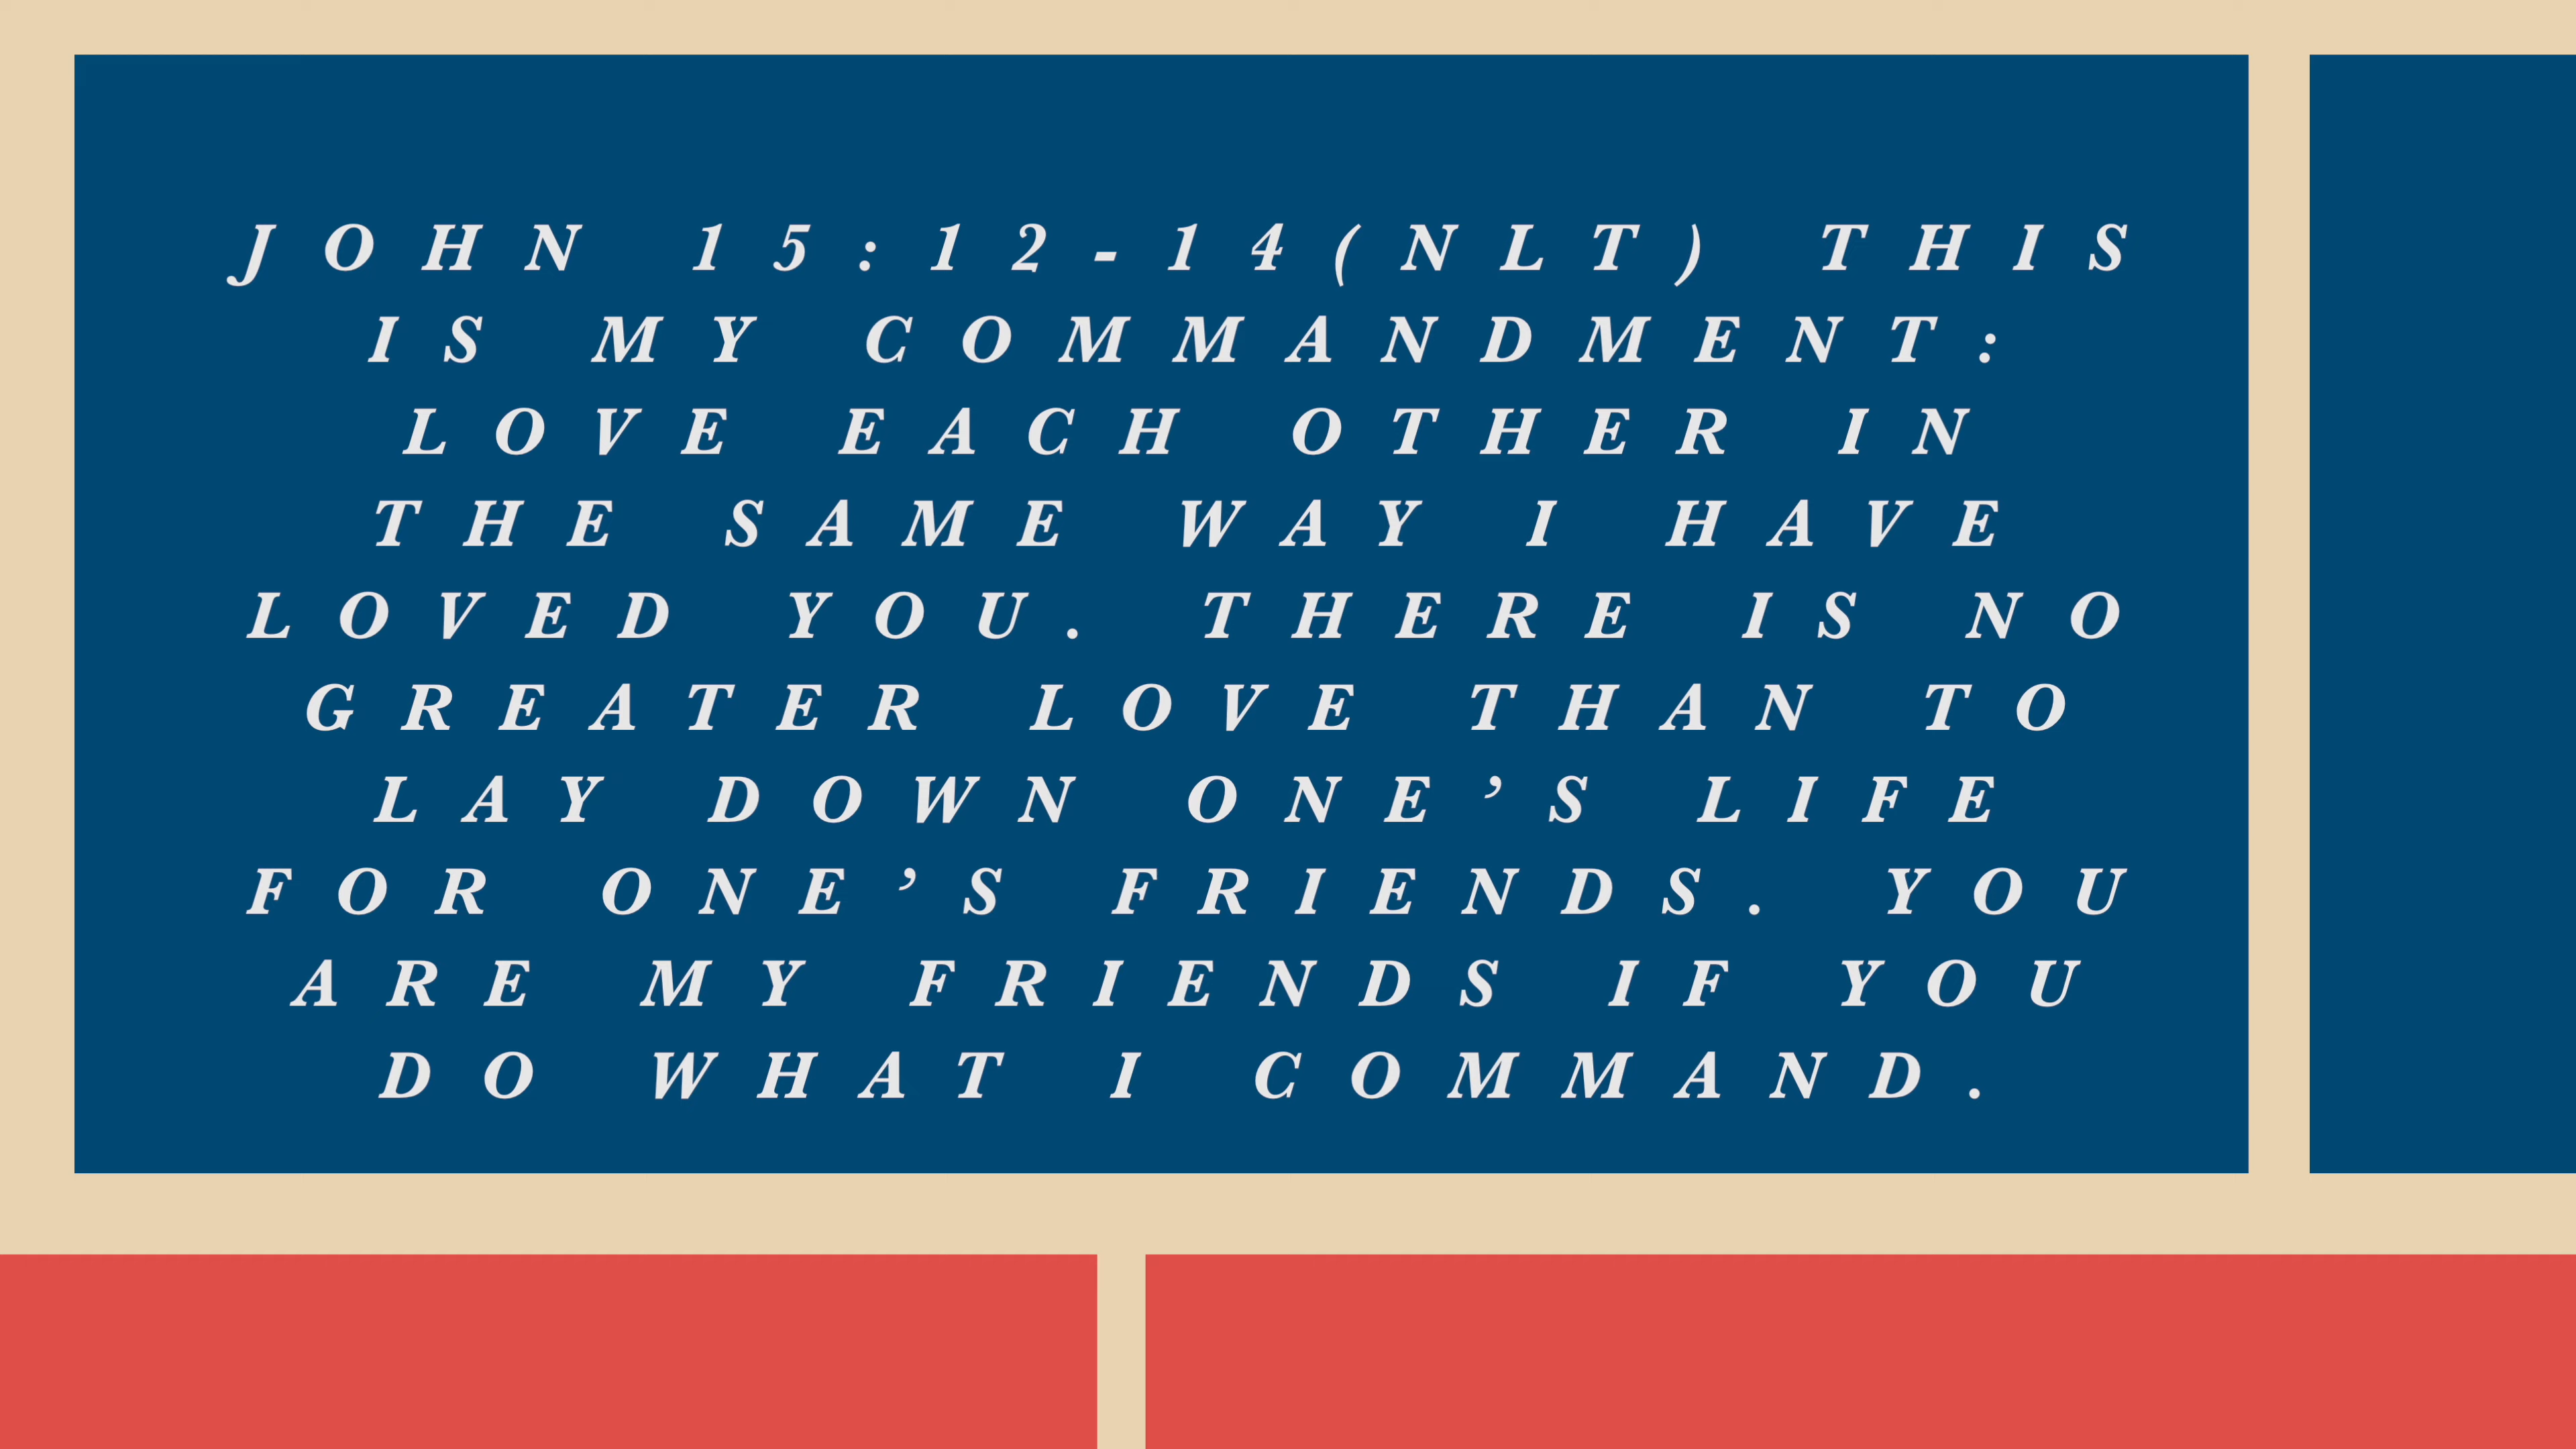 JOHN 15:12-14(NLT) THIS
IS MY COMMANDMENT:
LOVE EACH OTHER IN
THE SAME WAY I HAVE
LOVED YOU. THERE IS NO
GREATER LOVE THAN TO
LAY DOWN ONE’S LIFE
FOR ONE’S FRIENDS. YOU
ARE MY FRIENDS IF YOU
DO WHAT I COMMAND.